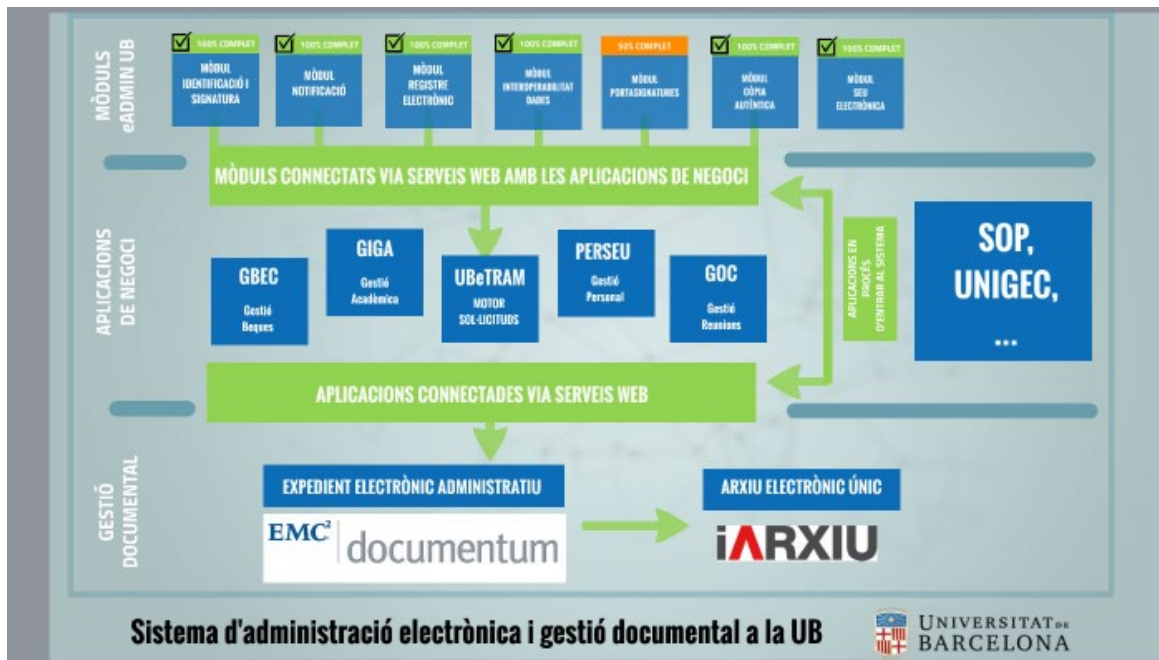 MÒDULS
eADMIN UB
100% COMPLET
MÒDUL
IDENTIFICACIÓ I
SIGNATURA
100% COMPLET
MÒDUL
NOTIFICACIÓ
100% COMPLET
MÒDUL
REGISTRE
ELECTRÒNIC
100% COMPLET
MÒDUL
INTEROPERABILITAT
DADES
50% COMPLET
MÒDUL
PORTASIGNATURES
100% COMPLET
MÒDUL
CÒPIA
AUTÈNTICA
100% COMPLET
MÒDUL
SEU
ELECTRÒNICA
MÒDULS CONNECTATS VIA SERVEIS WEB AMB LES APLICACIONS DE NEGOCI
APLICACIONS
DE NEGOCI
GBEC
Gestió
Beques
GIGA
Gestió
Acadèmica
UBeTRAM
MOTOR
SOL·LICITUDS
PERSEU
Gestió
Personal
GOC
Gestió
Reunions
APLICACIONS EN
PROCÉS
D'ENTRAR AL SISTEMA
SOP,
UNIGEC,
...
APLICACIONS CONNECTADES VIA SERVEIS WEB
GESTIÓ
DOCUMENTAL
EXPEDIENT ELECTRÒNIC ADMINISTRATIU
EMC² documentum
ARXIU ELECTRÒNIC ÚNIC
iARXIU
Sistema d'administració electrònica i gestió documental a la UB
UNIVERSITAT DE
BARCELONA